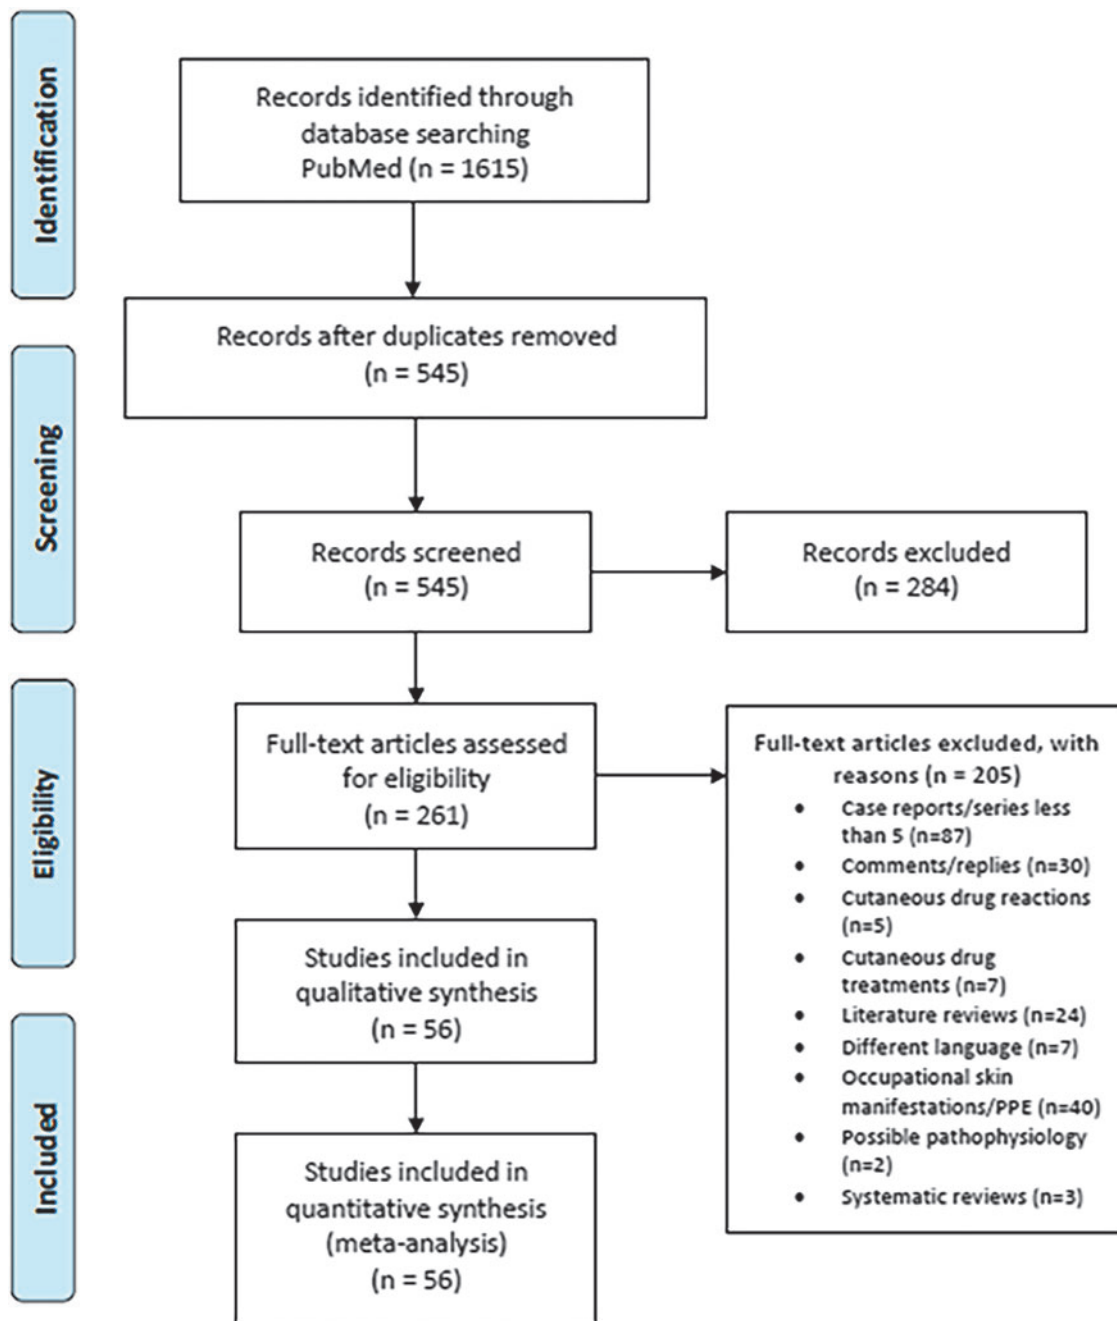 Identification
Records identified through
database searching
PubMed (n = 1615)
Records after duplicates removed
(n = 545)
Screening
Records screened
(n = 545)
Records excluded
(n = 284)
Eligibility
Full-text articles assessed
for eligibility
(n = 261)
Full-text articles excluded, with
reasons (n = 205)
• Case reports/series less
than 5 (n=87)
• Comments/replies (n=30)
• Cutaneous drug reactions
(n=5)
• Cutaneous drug
treatments (n=7)
• Literature reviews (n=24)
• Different language (n=7)
• Occupational skin
manifestations/PPE (n=40)
• Possible pathophysiology
(n=2)
• Systematic reviews (n=3)
Studies included in
qualitative synthesis
(n = 56)
Included
Studies included in
quantitative synthesis
(meta-analysis)
(n = 56)